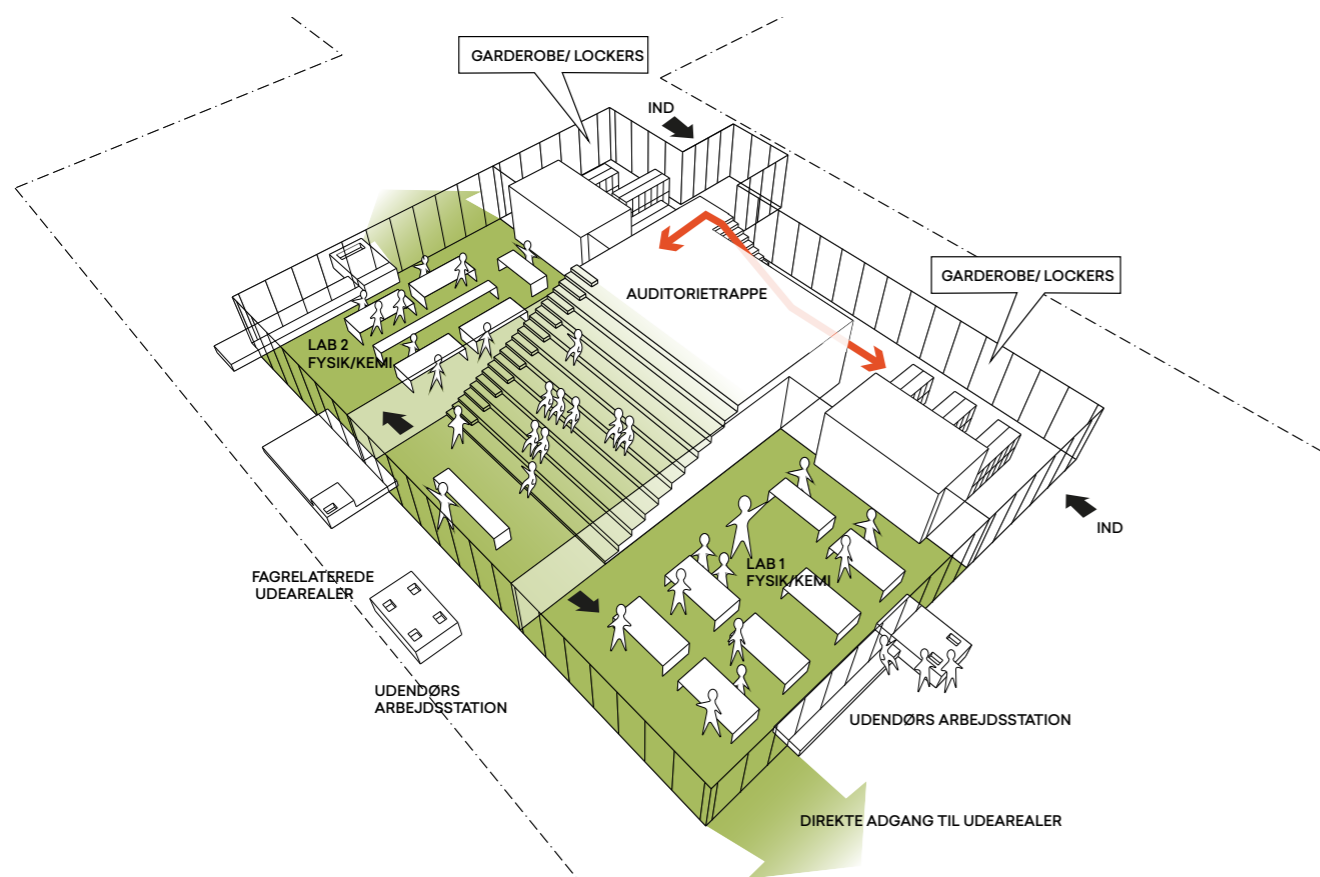 GARDEROBE/ LOCKERS
IND
GARDEROBE/ LOCKERS
AUDITORIETRAPPE
LAB 2
FYSIK/KEMI
IND
LAB 1
FYSIK/KEMI
FAGRELATEREDE
UDEAREALER
UDENDØRS
ARBEJDSSTATION
UDENDØRS ARBEJDSSTATION
DIREKTE ADGANG TIL UDEAREALER